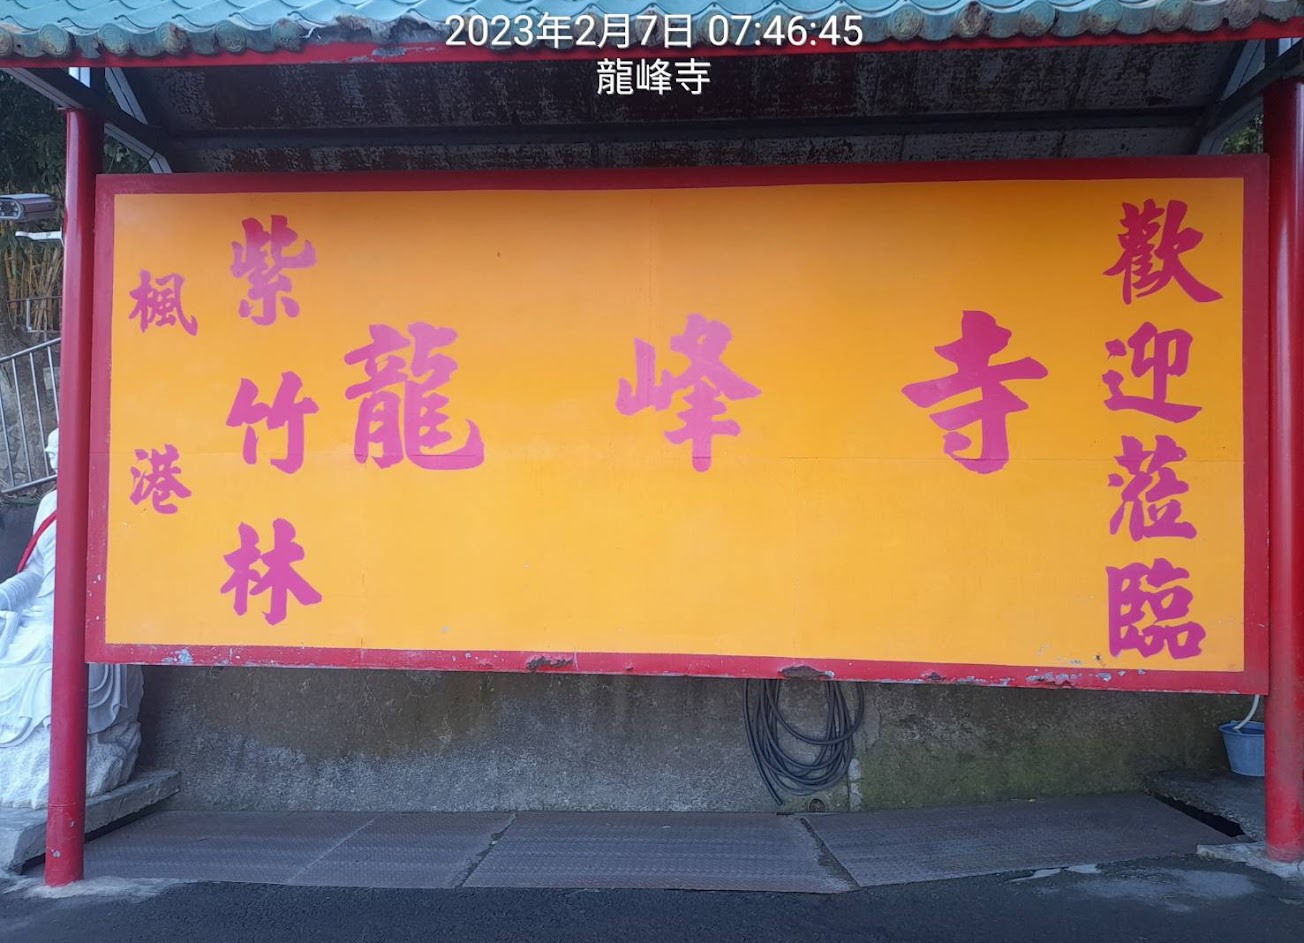 2023年2月7日 07:46:45
龍峰寺
歡迎蒞臨
龍峰寺
紫竹林
楓港